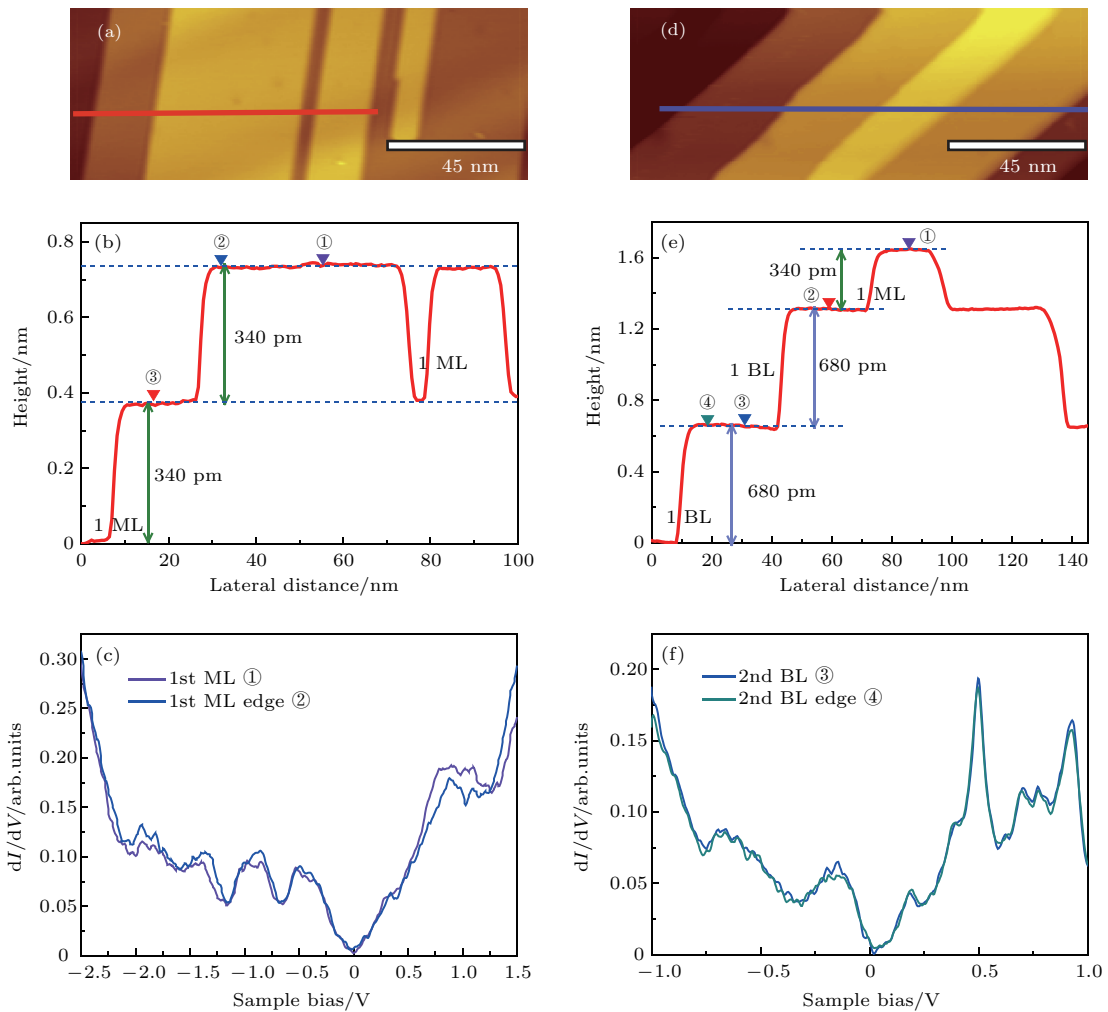 (a)
45 nm
(d)
45 nm
Height/nm
0.8
0.6
0.4
0.2
0
(b)
②
①
③
340 pm
340 pm
1 ML
1 ML
0
20
40
60
80
100
Lateral distance/nm
Height/nm
1.6
1.2
0.8
0.4
0
(e)
①
340 pm
②
1 ML
1 BL
680 pm
④
③
680 pm
1 BL
0
20
40
60
80
100
120
140
Lateral distance/nm
dI/dV/arb.units
0.30
0.25
0.20
0.15
0.10
0.05
0
(c)
1st ML ①
1st ML edge ②
−2.5
−2.0
−1.5
−1.0
−0.5
0
0.5
1.0
1.5
Sample bias/V
dI/dV/arb.units
0.20
0.15
0.10
0.05
0
(f)
2nd BL ③
2nd BL edge ④
−1.0
−0.5
0
0.5
1.0
Sample bias/V